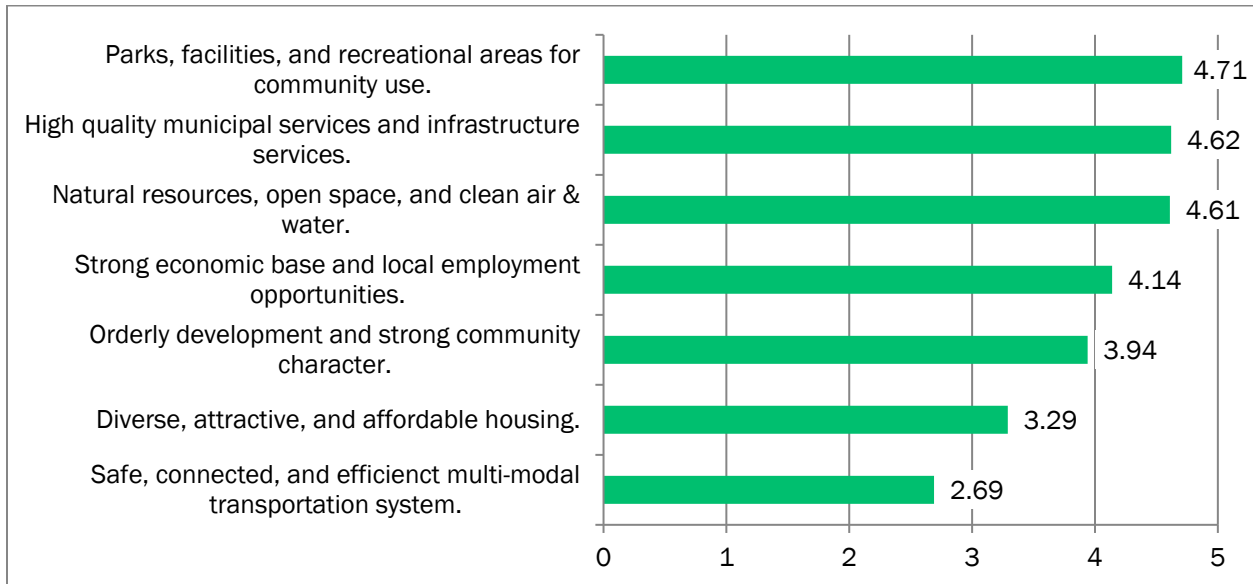 Parks, facilities, and recreational areas for
community use.
4.71
High quality municipal services and infrastructure
services.
4.62
Natural resources, open space, and clean air &
water.
4.61
Strong economic base and local employment
opportunities.
4.14
Orderly development and strong community
character.
3.94
Diverse, attractive, and affordable housing.
3.29
Safe, connected, and efficienct multi-modal
transportation system.
2.69
0 1 2 3 4 5